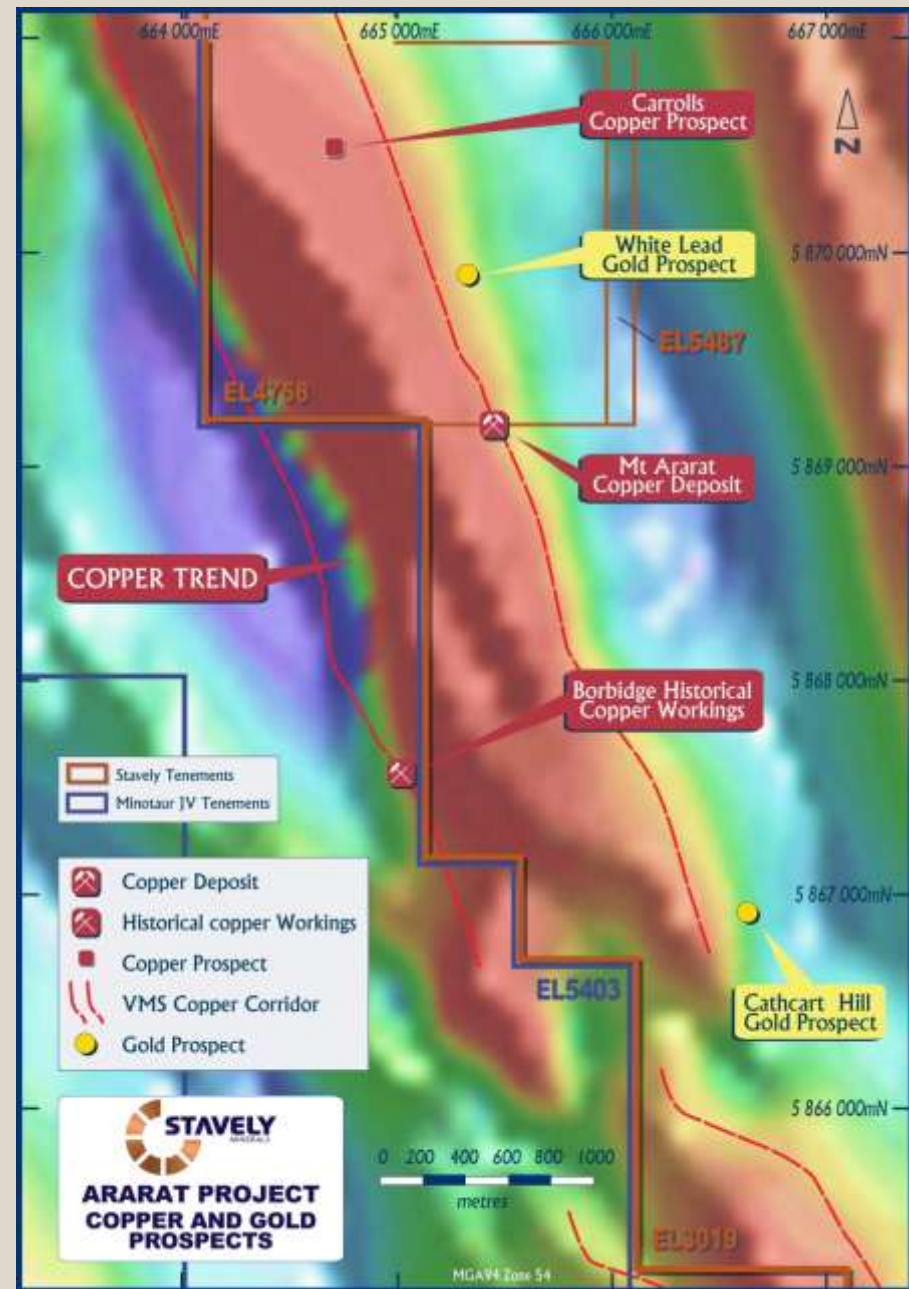 664 000mE
665 000mE
666 000mE
667 000mE
Carrolls
Copper Prospect
N
White Lead
Gold Prospect
5 870 000mN
EL5487
EL4758
Mt Ararat
Copper Deposit
5 869 000mN
COPPER TREND
Borbidge Historical
Copper Workings
5 868 000mN
Stavely Tenements
Minotaur JV Tenements
Copper Deposit
Historical copper Workings
Copper Prospect
VMS Copper Corridor
Gold Prospect
5 867 000mN
EL5403
Cathcart Hill
Gold Prospect
5 866 000mN
STAVELY
MINERALS
ARARAT PROJECT
COPPER AND GOLD
PROSPECTS
0 200 400 600 800 1000
metres
EL3019
MGA94 Zone 54